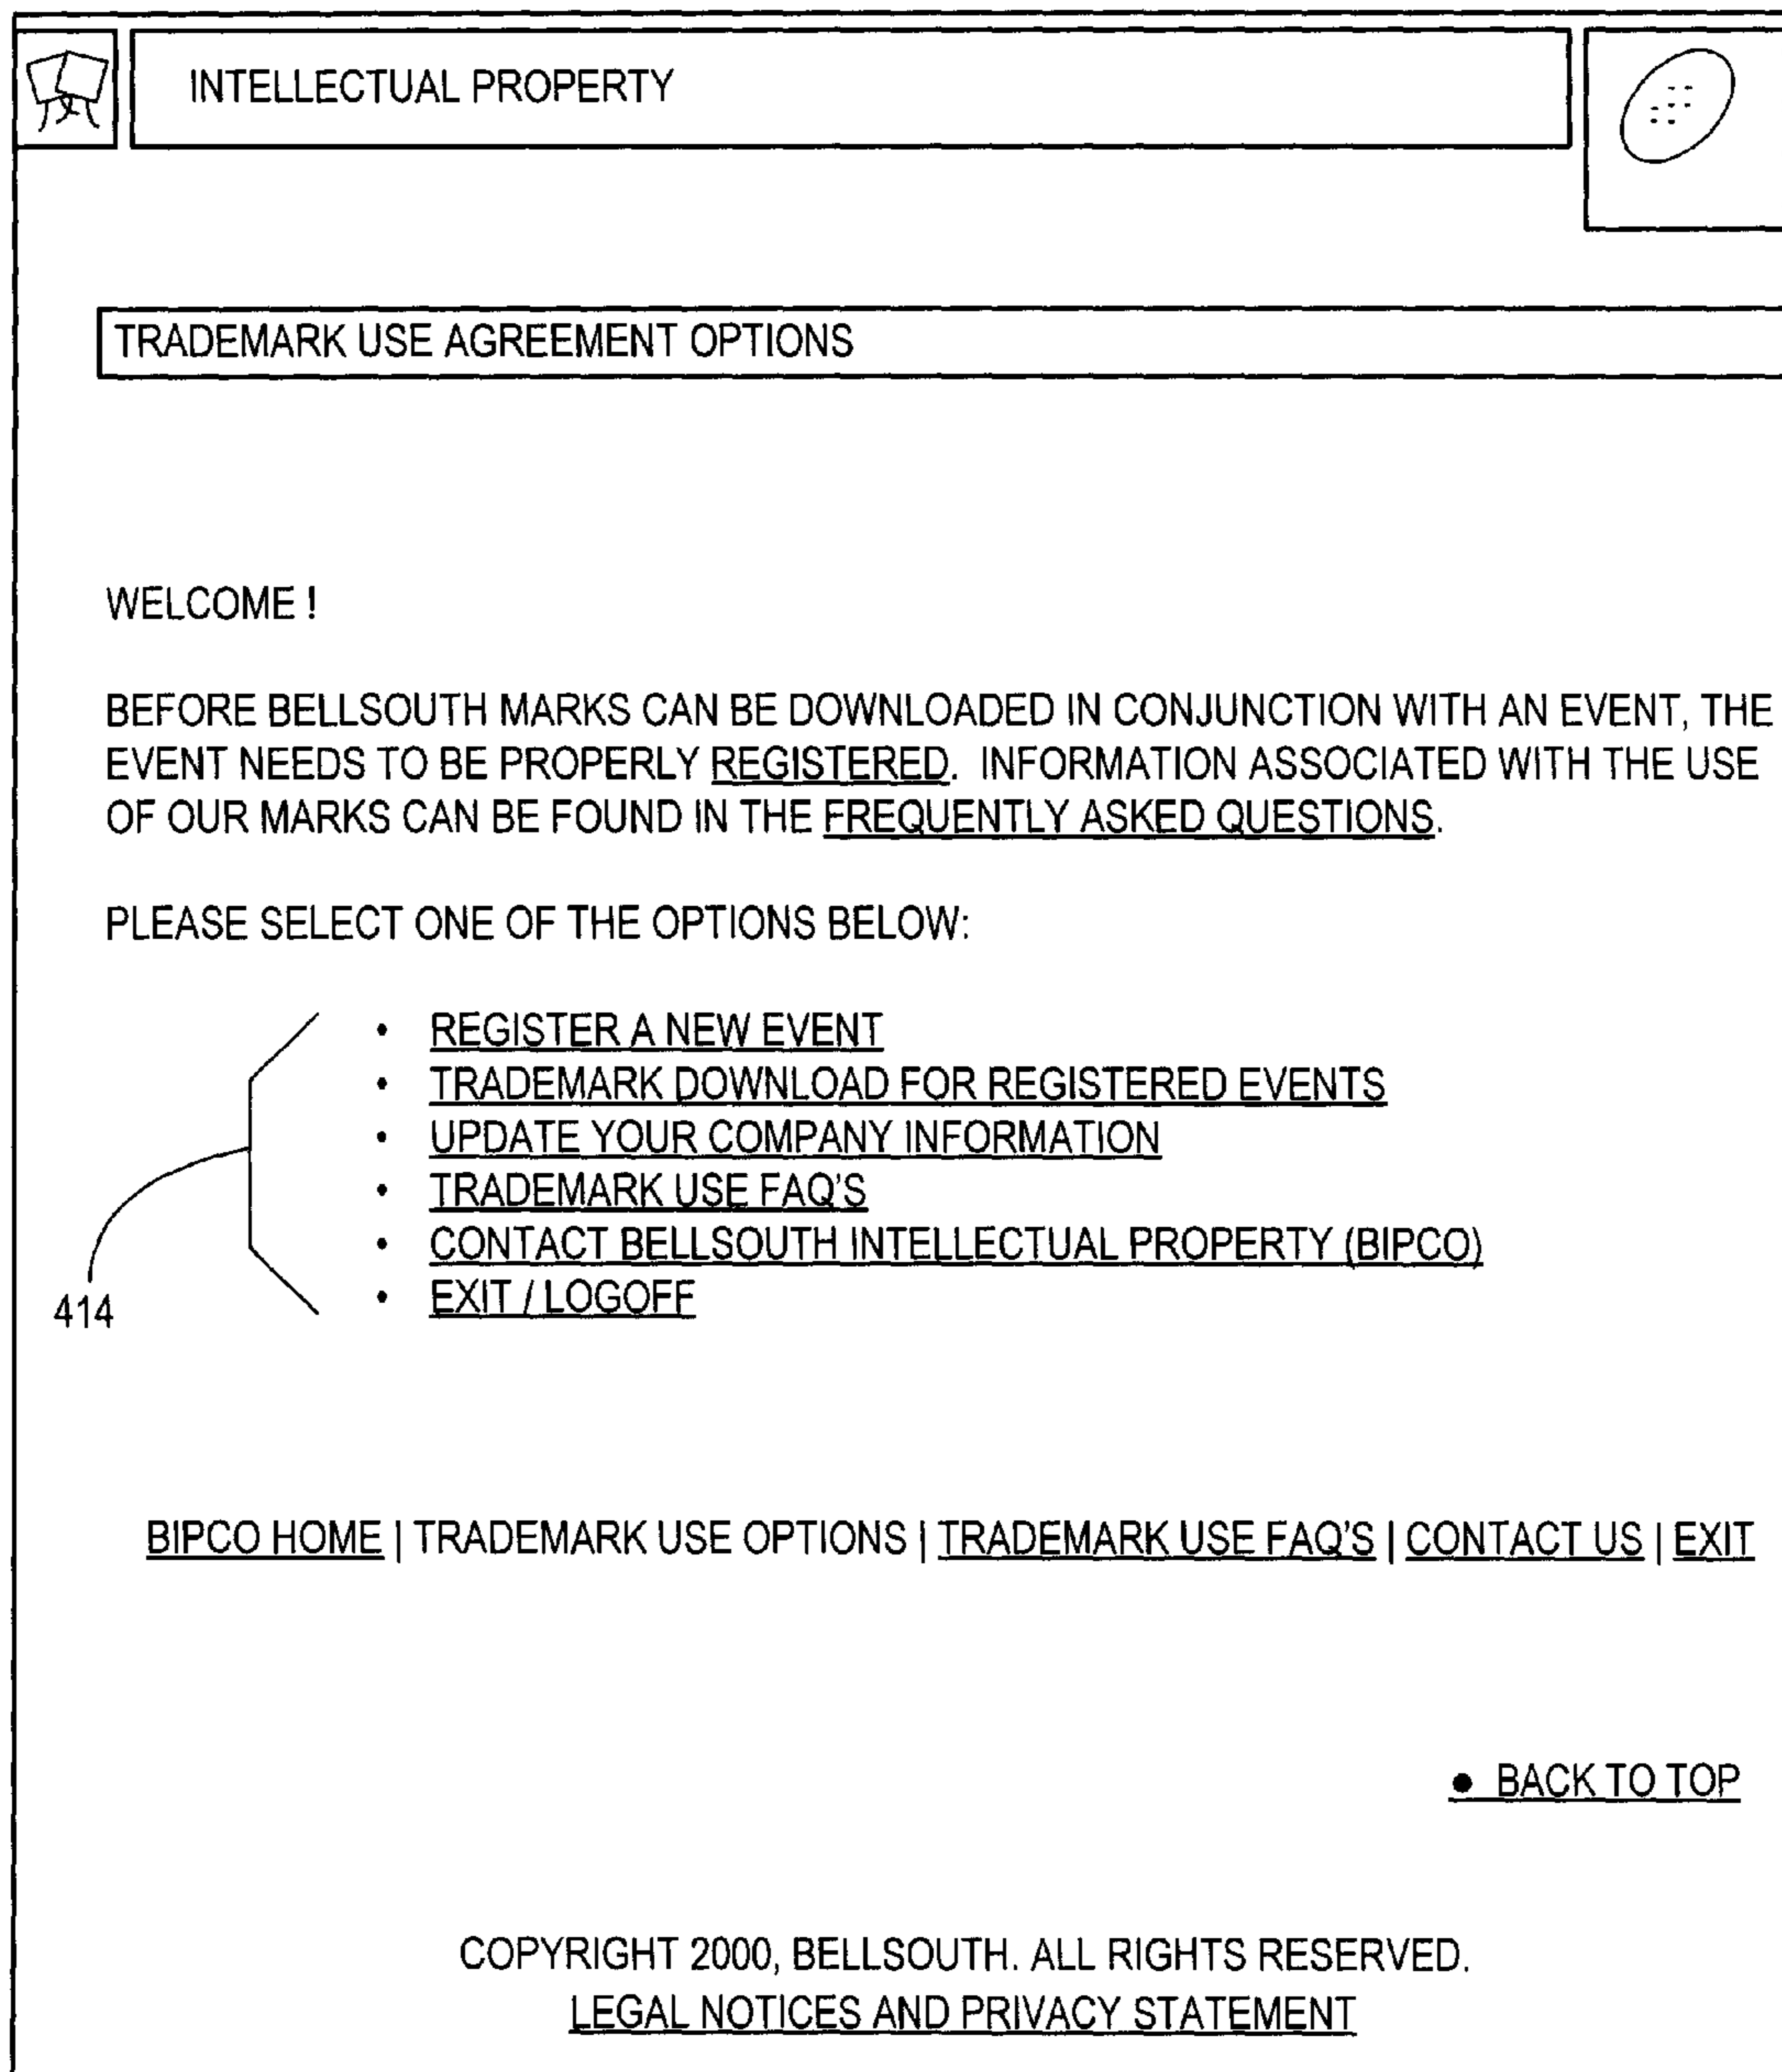 INTELLECTUAL PROPERTY
TRADEMARK USE AGREEMENT OPTIONS
WELCOME !
BEFORE BELLSOUTH MARKS CAN BE DOWNLOADED IN CONJUNCTION WITH AN EVENT, THE
EVENT NEEDS TO BE PROPERLY REGISTERED. INFORMATION ASSOCIATED WITH THE USE
OF OUR MARKS CAN BE FOUND IN THE FREQUENTLY ASKED QUESTIONS.
PLEASE SELECT ONE OF THE OPTIONS BELOW:
• REGISTER A NEW EVENT
• TRADEMARK DOWNLOAD FOR REGISTERED EVENTS
• UPDATE YOUR COMPANY INFORMATION
• TRADEMARK USE FAQ'S
• CONTACT BELLSOUTH INTELLECTUAL PROPERTY (BIPCO)
• EXIT / LOGOFF
414
BIPCO HOME | TRADEMARK USE OPTIONS | TRADEMARK USE FAQ'S | CONTACT US | EXIT
• BACK TO TOP
COPYRIGHT 2000, BELLSOUTH. ALL RIGHTS RESERVED.
LEGAL NOTICES AND PRIVACY STATEMENT